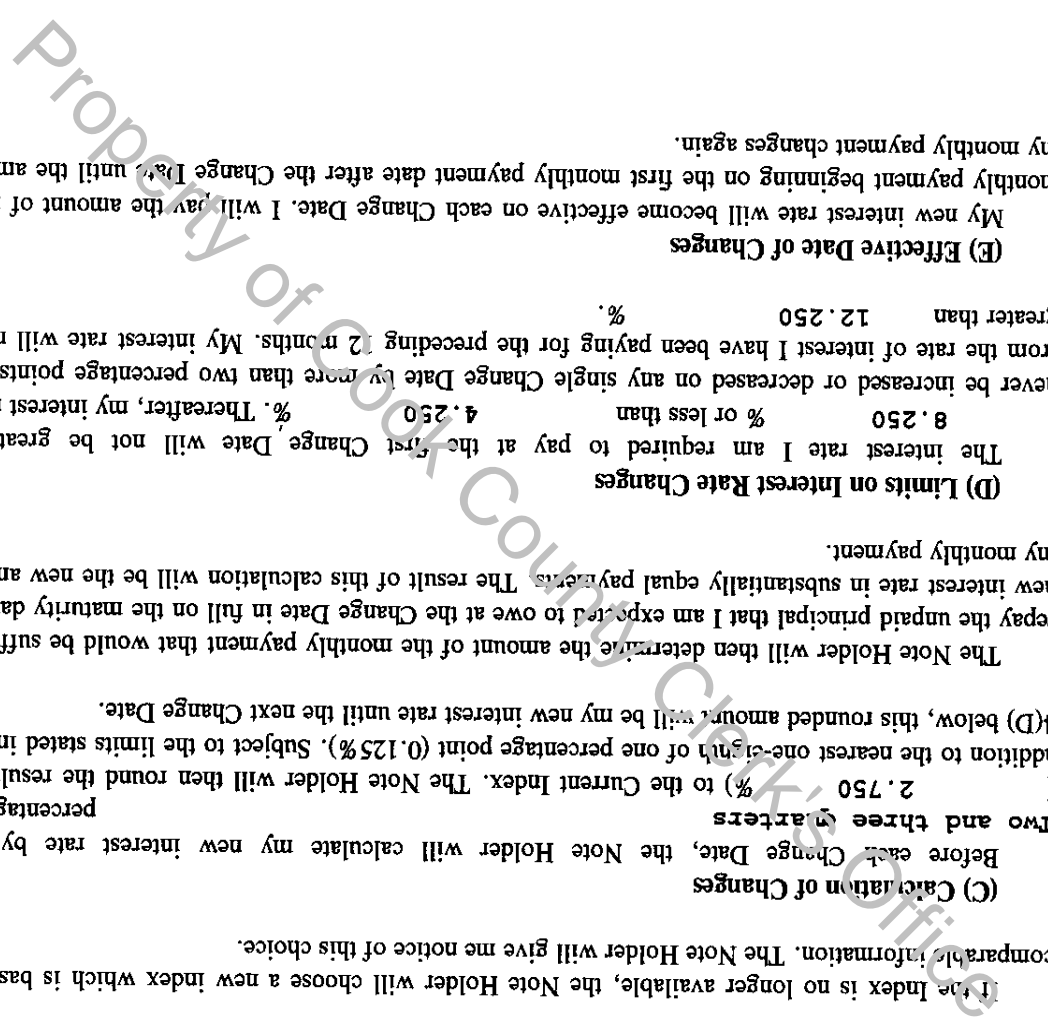 If the Index is no longer available, the Note Holder will choose a new index which is bas
comparable information. The Note Holder will give me notice of this choice.
(C) Calculation of Changes
Before each Change Date, the Note Holder will calculate my new interest rate by
Two and three quarters percentag
2.750 %) to the Current Index. The Note Holder will then round the resul
addition to the nearest one-eighth of one percentage point (0.125%). Subject to the limits stated in
4(D) below, this rounded amount will be my new interest rate until the next Change Date.
The Note Holder will then determine the amount of the monthly payment that would be suffi
repay the unpaid principal that I am expected to owe at the Change Date in full on the maturity da
new interest rate in substantially equal payments. The result of this calculation will be the new am
my monthly payment.
(D) Limits on Interest Rate Changes
The interest rate I am required to pay at the first Change Date will not be great
8.250 % or less than 4.250 %. Thereafter, my interest
never be increased or decreased on any single Change Date by more than two percentage points
from the rate of interest I have been paying for the preceding 12 months. My interest rate will n
greater than 12.250 %.
(E) Effective Date of Changes
My new interest rate will become effective on each Change Date. I will pay the amount of
monthly payment beginning on the first monthly payment date after the Change Date until the am
my monthly payment changes again.
Property of Cook County Clerk's Office